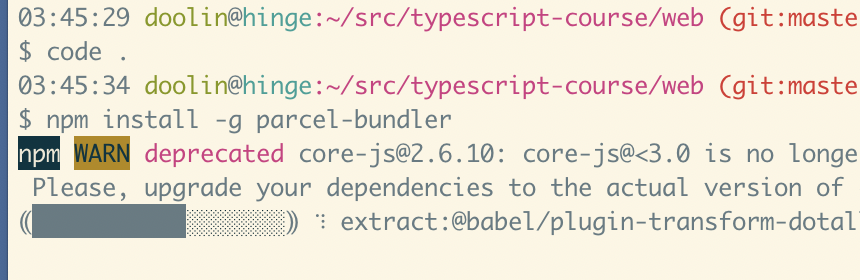 03:45:29 doolin@hinge:~/src/typescript-course/web (git:maste
$ code .
03:45:34 doolin@hinge:~/src/typescript-course/web (git:maste
$ npm install -g parcel-bundler
npm WARN deprecated core-js@2.6.10: core-js@<3.0 is no longe
Please, upgrade your dependencies to the actual version of
(( )) ⠹ extract:@babel/plugin-transform-dotal